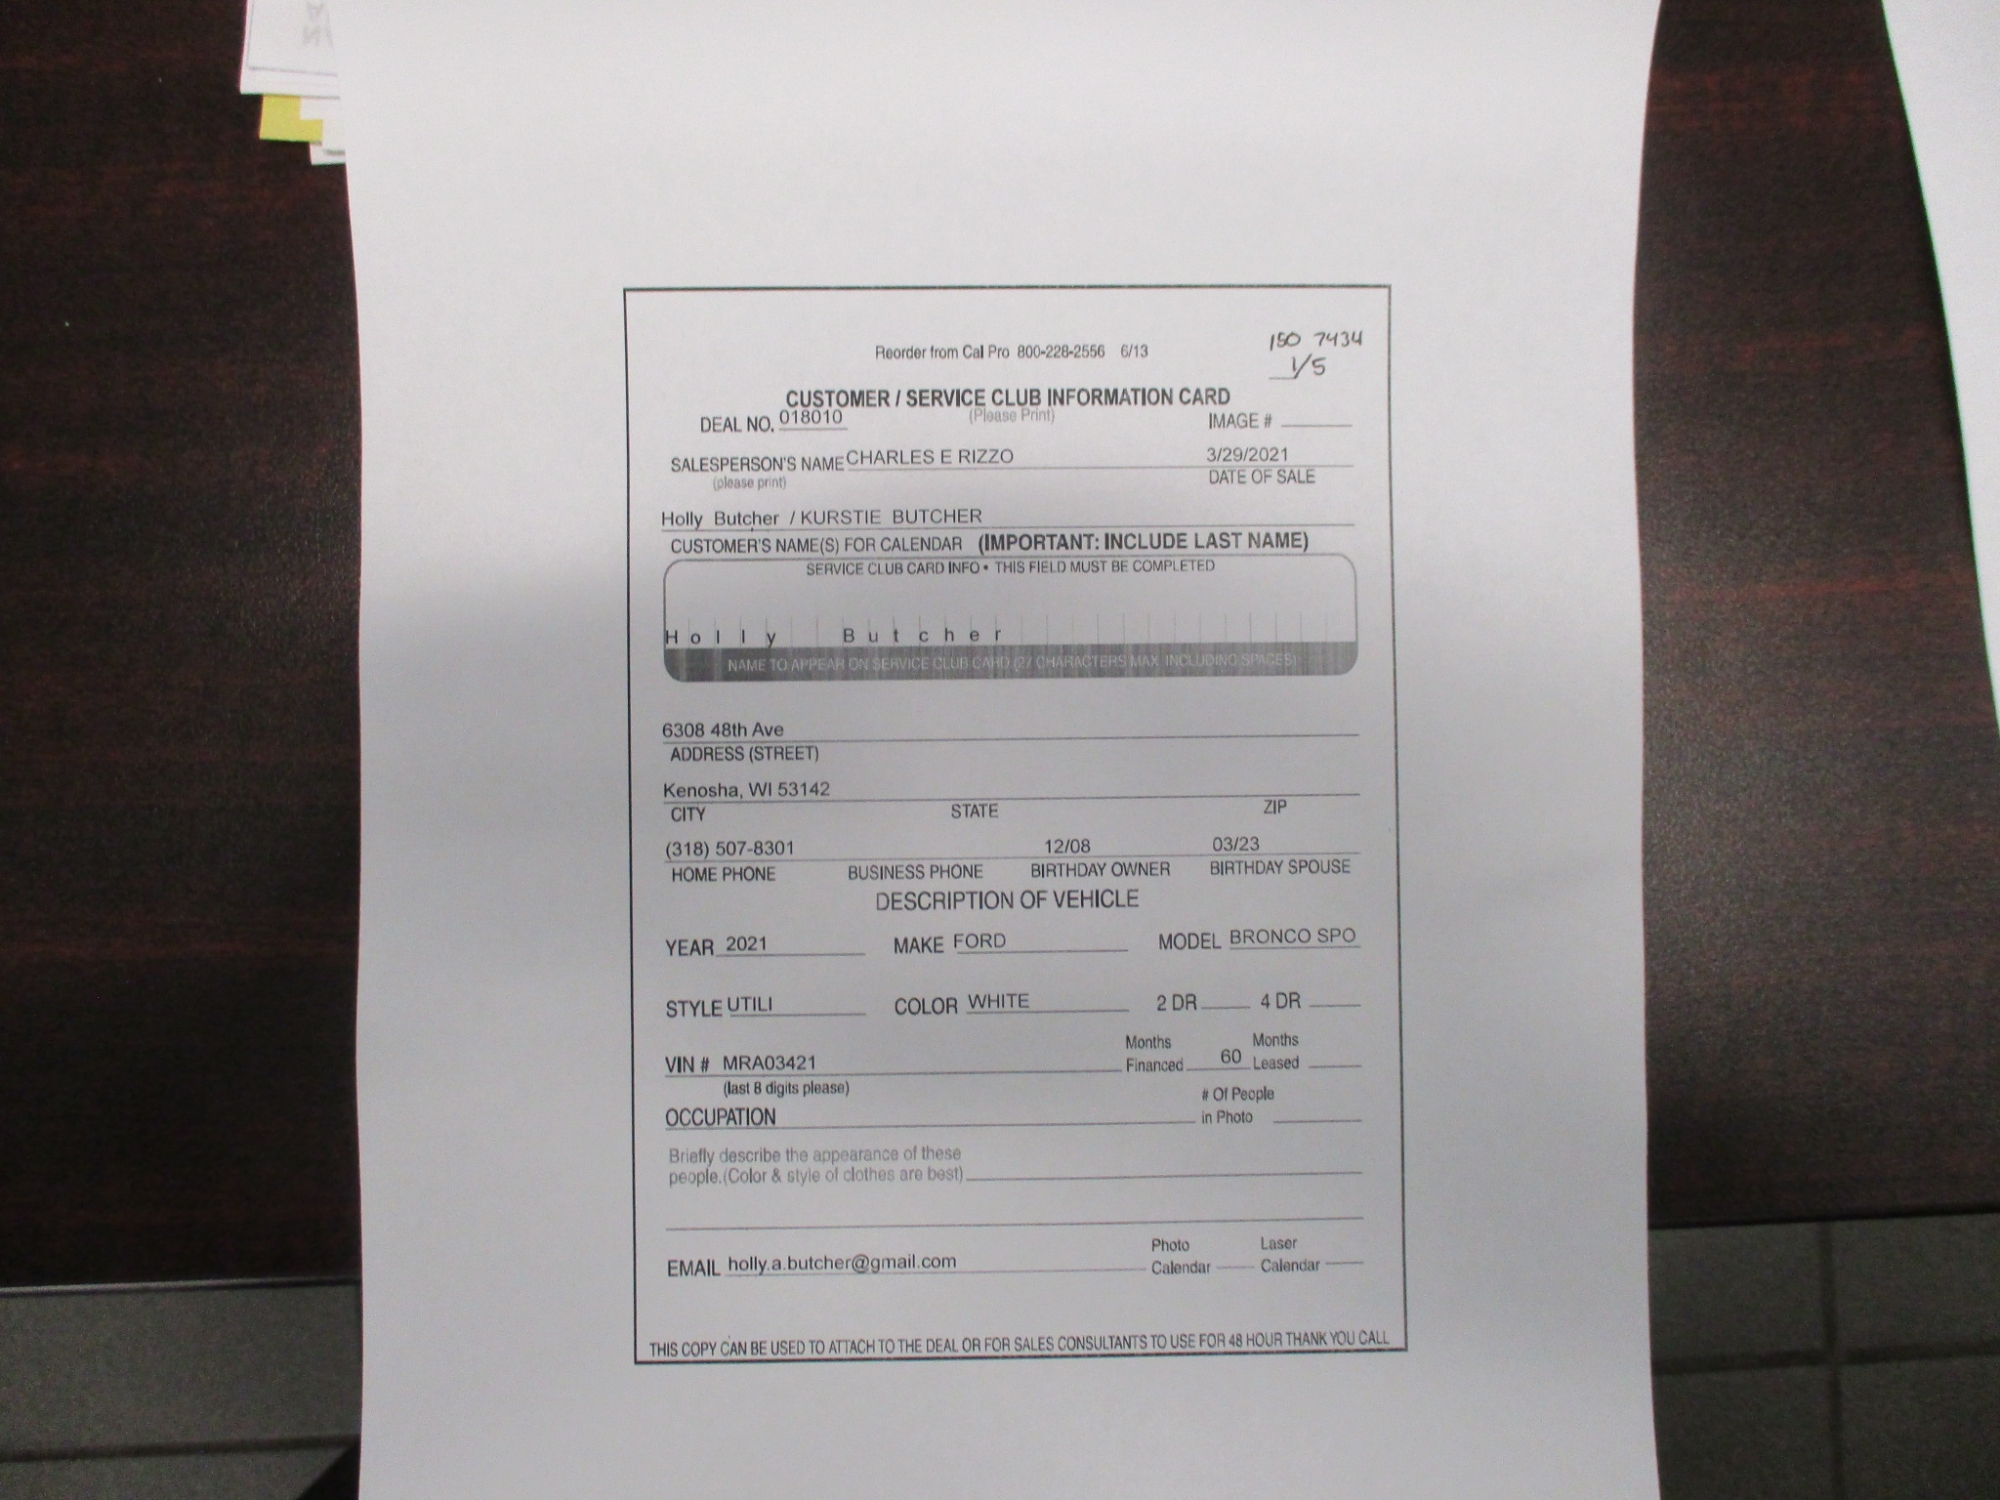 Reorder from Cal Pro 800-228-2556 6/13
150 7434
1/5
CUSTOMER / SERVICE CLUB INFORMATION CARD
(Please Print)
DEAL NO. 018010 IMAGE #
SALESPERSON'S NAME CHARLES E RIZZO 3/29/2021
(please print) DATE OF SALE
Holly Butcher / KURSTIE BUTCHER
CUSTOMER'S NAME(S) FOR CALENDAR (IMPORTANT: INCLUDE LAST NAME)
SERVICE CLUB CARD INFO • THIS FIELD MUST BE COMPLETED
Holly Butcher
NAME TO APPEAR ON SERVICE CLUB CARD (27 CHARACTERS MAX. INCLUDING SPACES)
6308 48th Ave
ADDRESS (STREET)
Kenosha, WI 53142
CITY STATE ZIP
(318) 507-8301 12/08 03/23
HOME PHONE BUSINESS PHONE BIRTHDAY OWNER BIRTHDAY SPOUSE
DESCRIPTION OF VEHICLE
YEAR 2021 MAKE FORD MODEL BRONCO SPO
STYLE UTILI COLOR WHITE 2 DR 4 DR
Months Months
VIN # MRA03421 Financed 60 Leased
(last 8 digits please) # Of People
OCCUPATION in Photo
Briefly describe the appearance of these
people.(Color & style of clothes are best)
Photo Laser
EMAIL holly.a.butcher@gmail.com Calendar Calendar
THIS COPY CAN BE USED TO ATTACH TO THE DEAL OR FOR SALES CONSULTANTS TO USE FOR 48 HOUR THANK YOU CALL